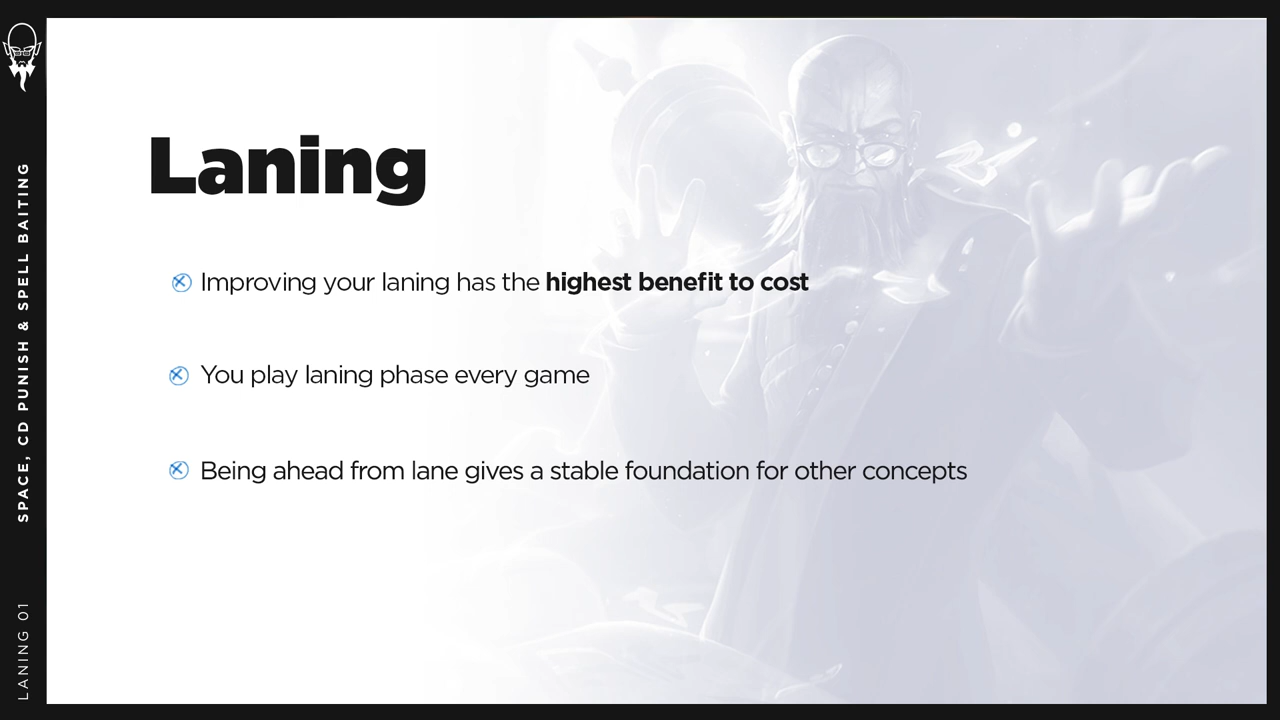 Laning
Improving your laning has the highest benefit to cost
You play laning phase every game
Being ahead from lane gives a stable foundation for other concepts
SPACE, CD PUNISH & SPELL BAITING
LANING 01